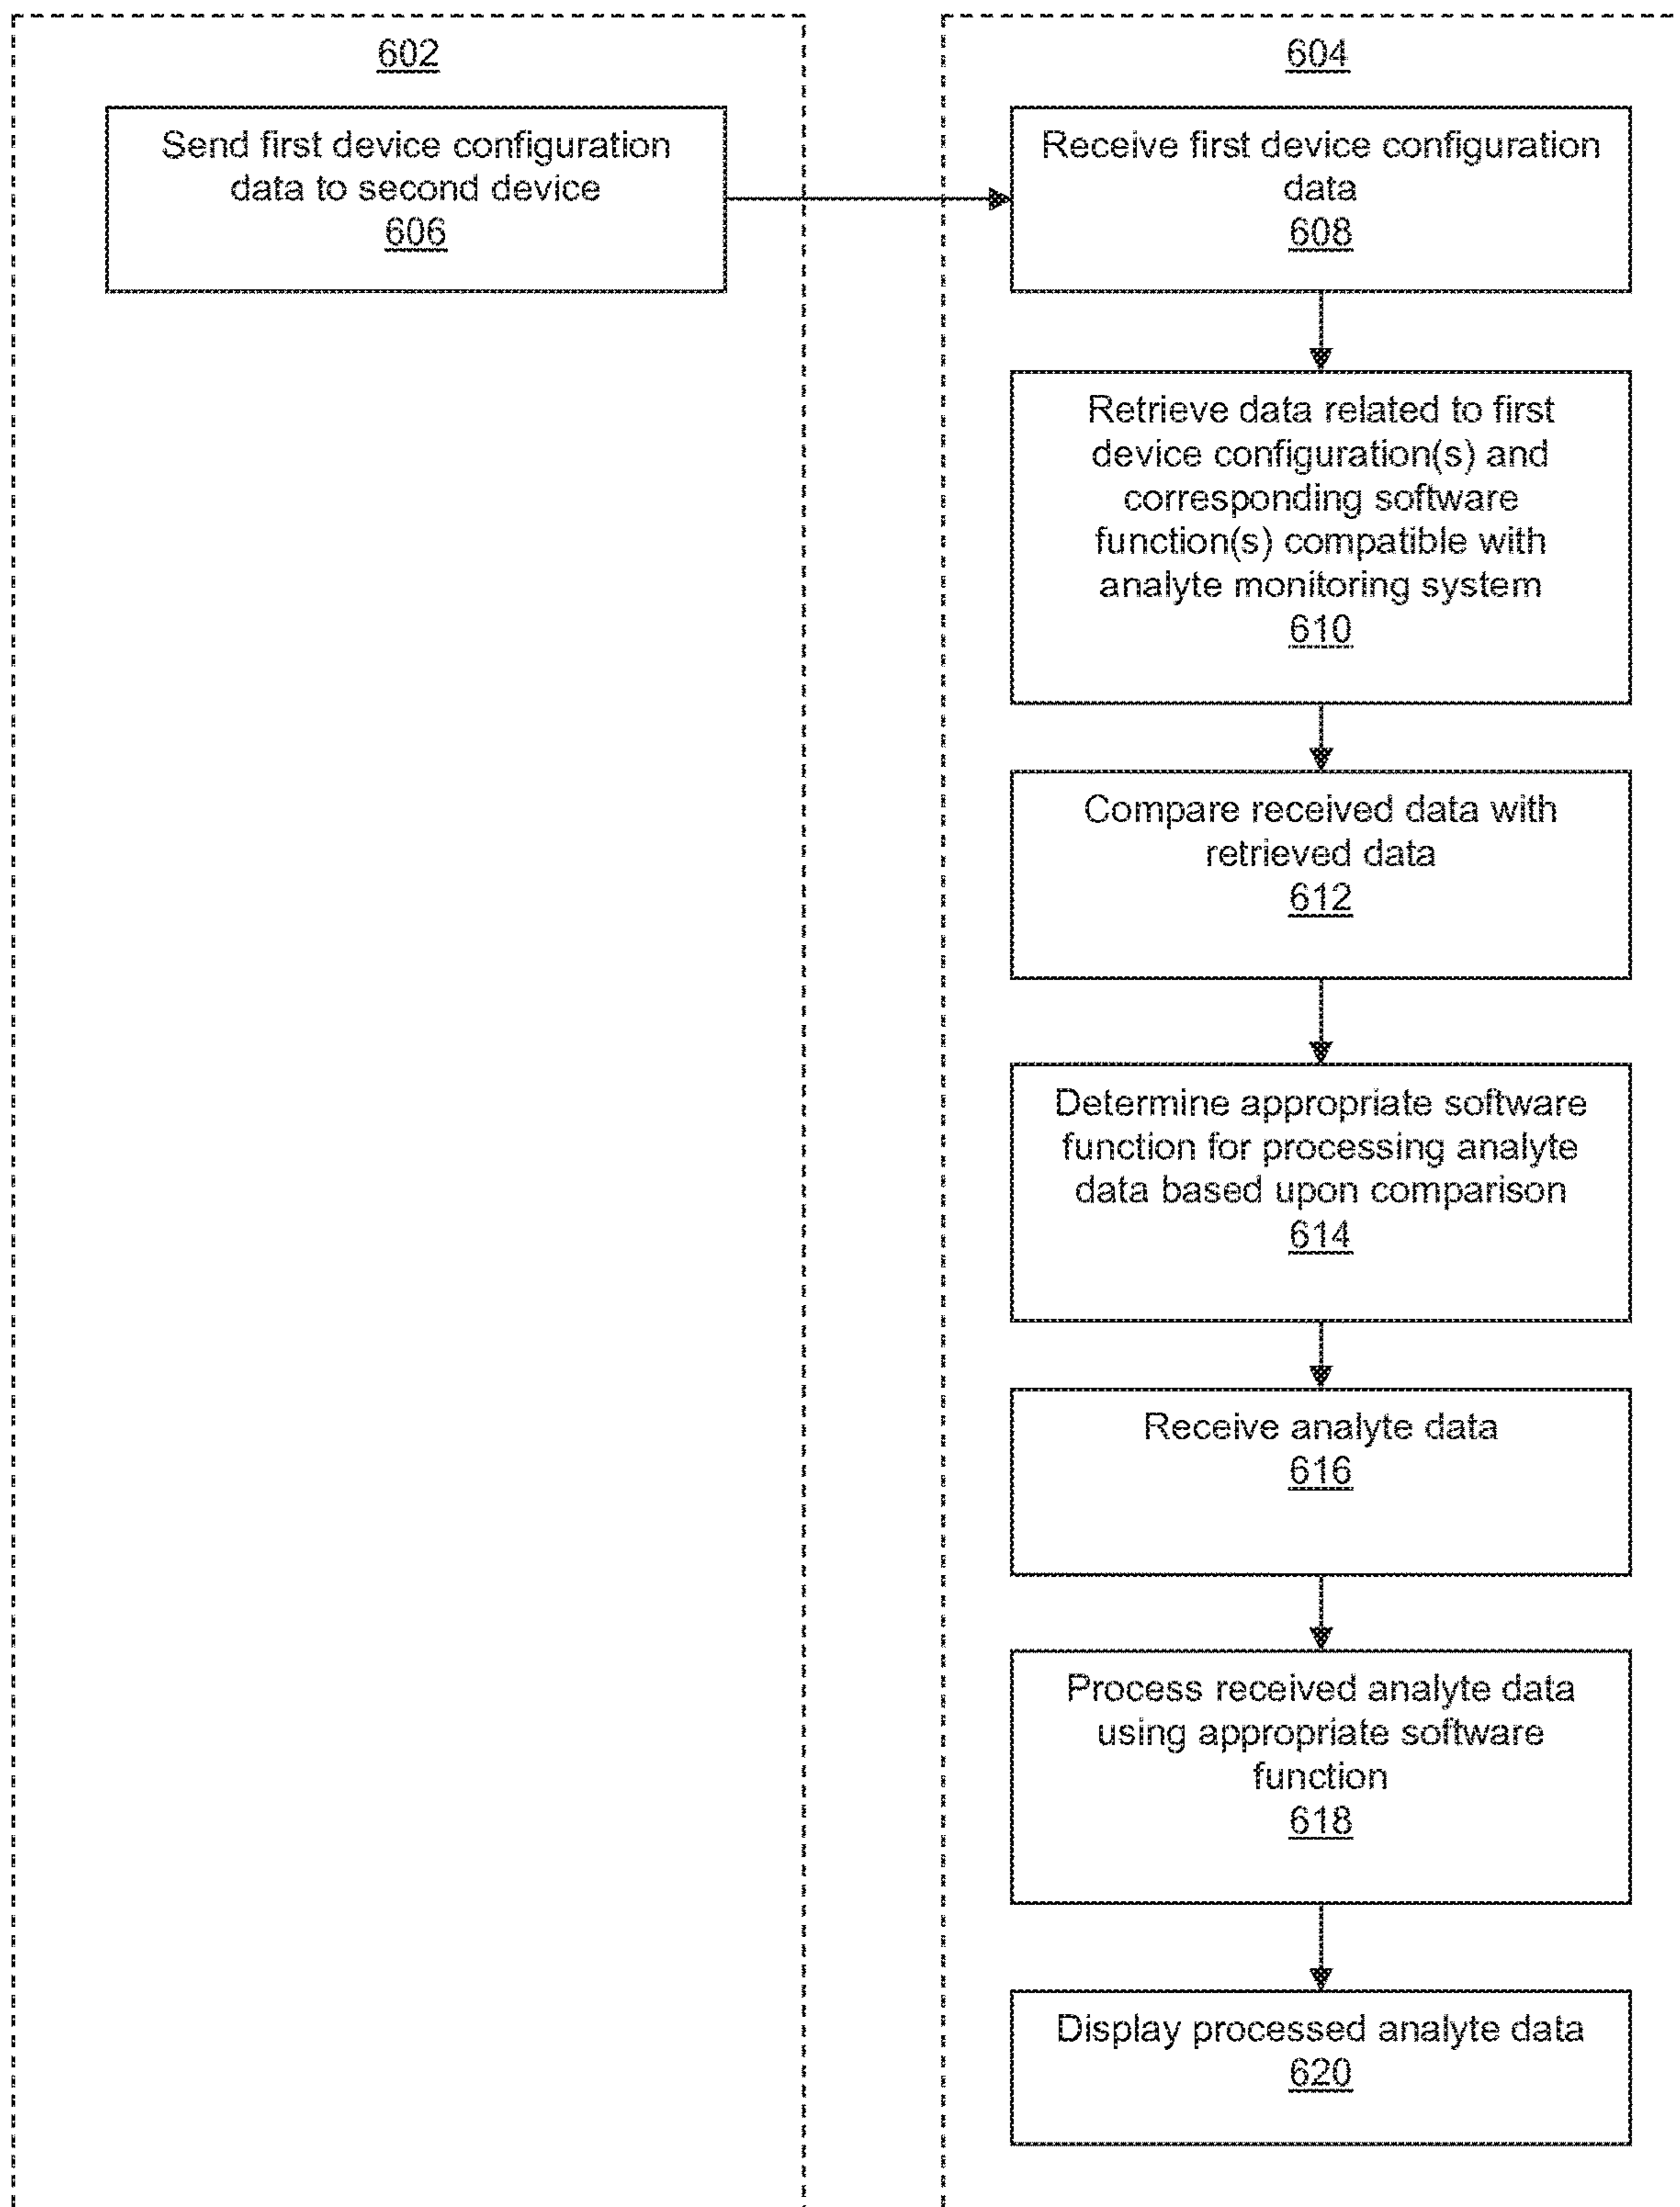 602
Send first device configuration
data to second device
606
604
Receive first device configuration
data
608
Retrieve data related to first
device configuration(s) and
corresponding software
function(s) compatible with
analyte monitoring system
610
Compare received data with
retrieved data
612
Determine appropriate software
function for processing analyte
data based upon comparison
614
Receive analyte data
616
Process received analyte data
using appropriate software
function
618
Display processed analyte data
620